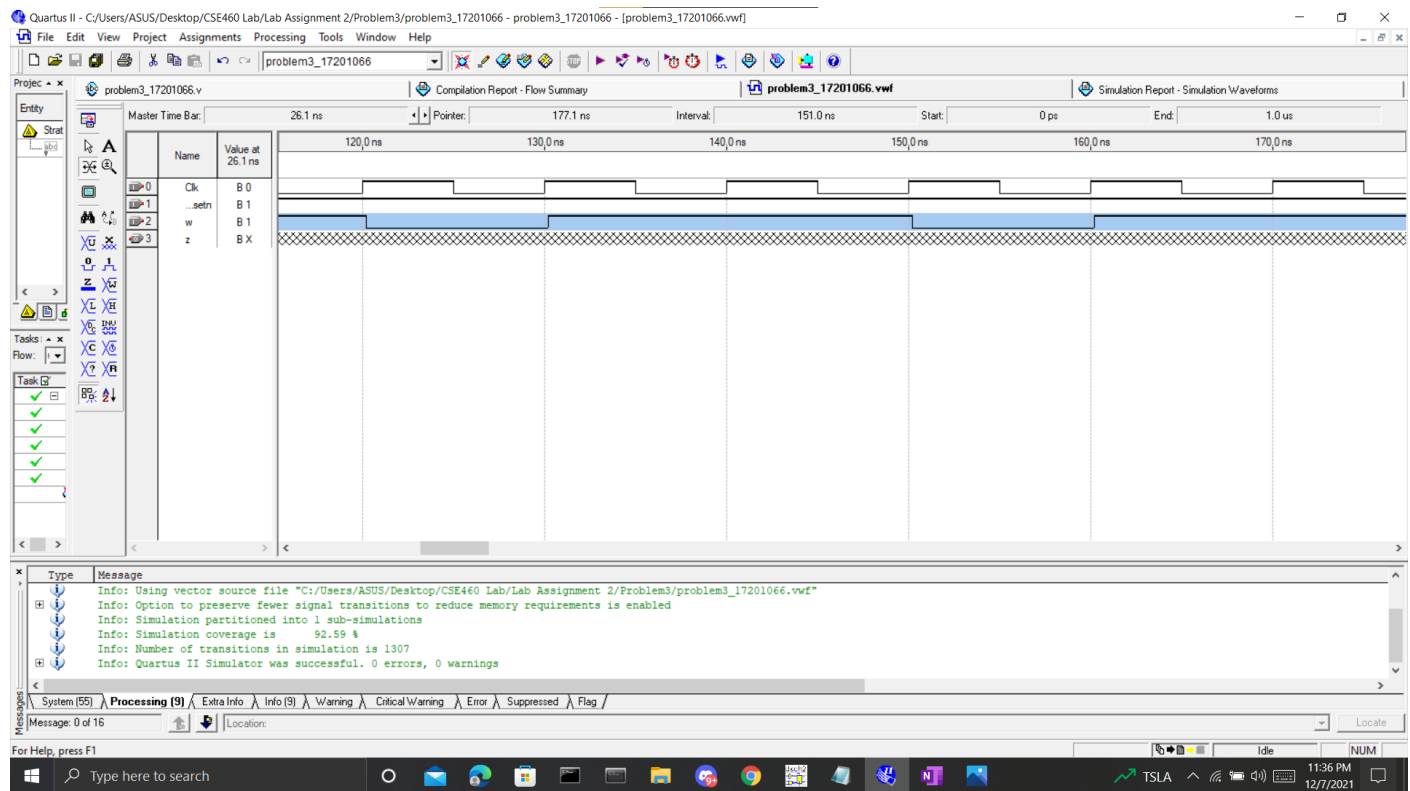 Quartus II - C:/Users/ASUS/Desktop/CSE460 Lab/Lab Assignment 2/Problem3/problem3_17201066 - problem3_17201066 - [problem3_17201066.vwf]
File Edit View Project Assignments Processing Tools Window Help
problem3_17201066
Projec
problem3_17201066.v
Compilation Report - Flow Summary
problem3_17201066.vwf
Simulation Report - Simulation Waveforms
Entity
Strat
abd
Master Time Bar: 26.1 ns Pointer: 177.1 ns Interval: 151.0 ns Start: 0 ps End: 1.0 us
Name Value at 26.1 ns
120.0 ns 130.0 ns 140.0 ns 150.0 ns 160.0 ns 170.0 ns
0 Clk B 0
1 ...setn B 1
2 w B 1
3 z B X
Tasks
Flow:
Task
Type Message
Info: Using vector source file "C:/Users/ASUS/Desktop/CSE460 Lab/Lab Assignment 2/Problem3/problem3_17201066.vwf"
Info: Option to preserve fewer signal transitions to reduce memory requirements is enabled
Info: Simulation partitioned into 1 sub-simulations
Info: Simulation coverage is 92.59 %
Info: Number of transitions in simulation is 1307
Info: Quartus II Simulator was successful. 0 errors, 0 warnings
System (55) Processing (9) Extra Info Info (9) Warning Critical Warning Error Suppressed Flag
Messages
Message: 0 of 16
Location:
Locate
For Help, press F1
Idle
NUM
Type here to search
TSLA
11:36 PM
12/7/2021